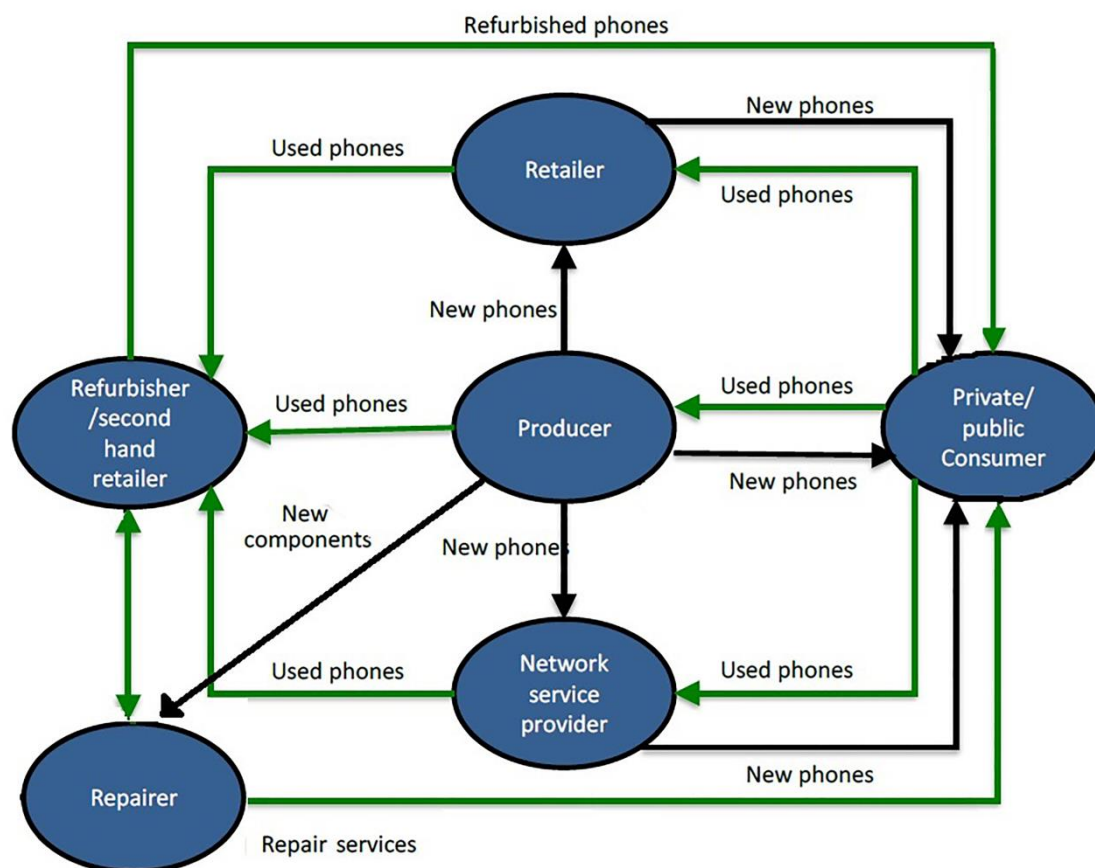 Refurbished phones
New phones
Used phones
Retailer
Used phones
New phones
Refurbisher
/second
hand
retailer
Used phones
Producer
Used phones
Private/
public
Consumer
New phones
New
components
New phones
Used phones
Network
service
provider
Used phones
New phones
Repairer
Repair services